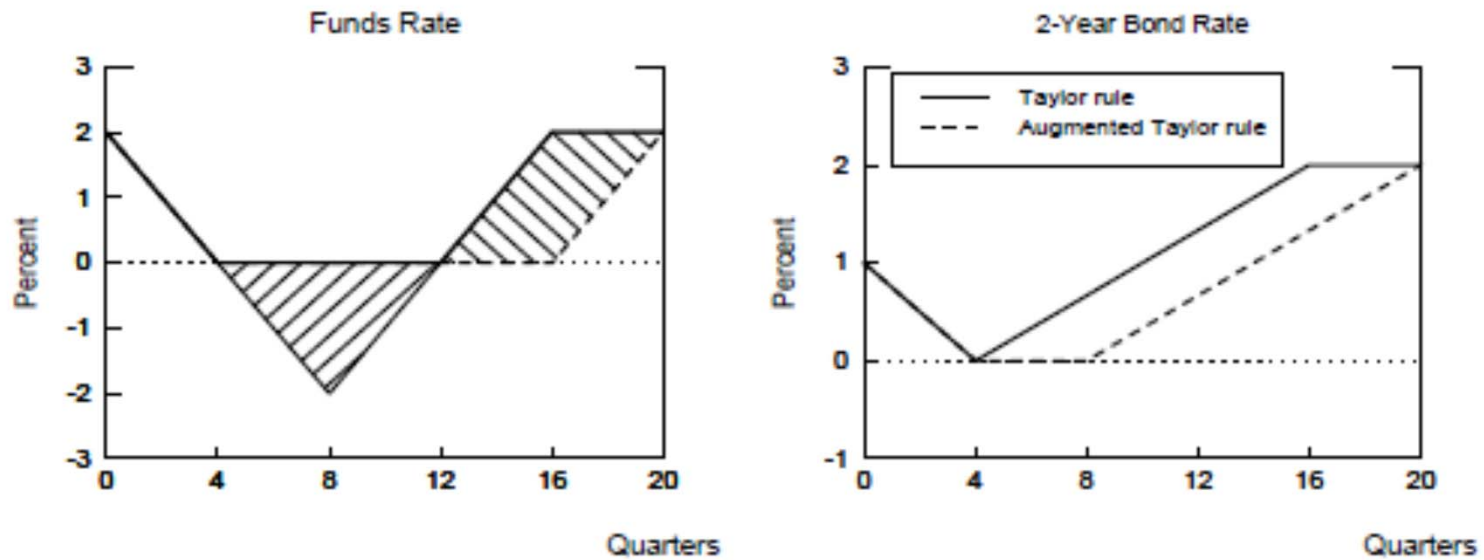 Funds Rate
3
2
1
0
-1
-2
-3
Percent
0 4 8 12 16 20
Quarters
2-Year Bond Rate
3
2
1
0
-1
Percent
Taylor rule
Augmented Taylor rule
0 4 8 12 16 20
Quarters